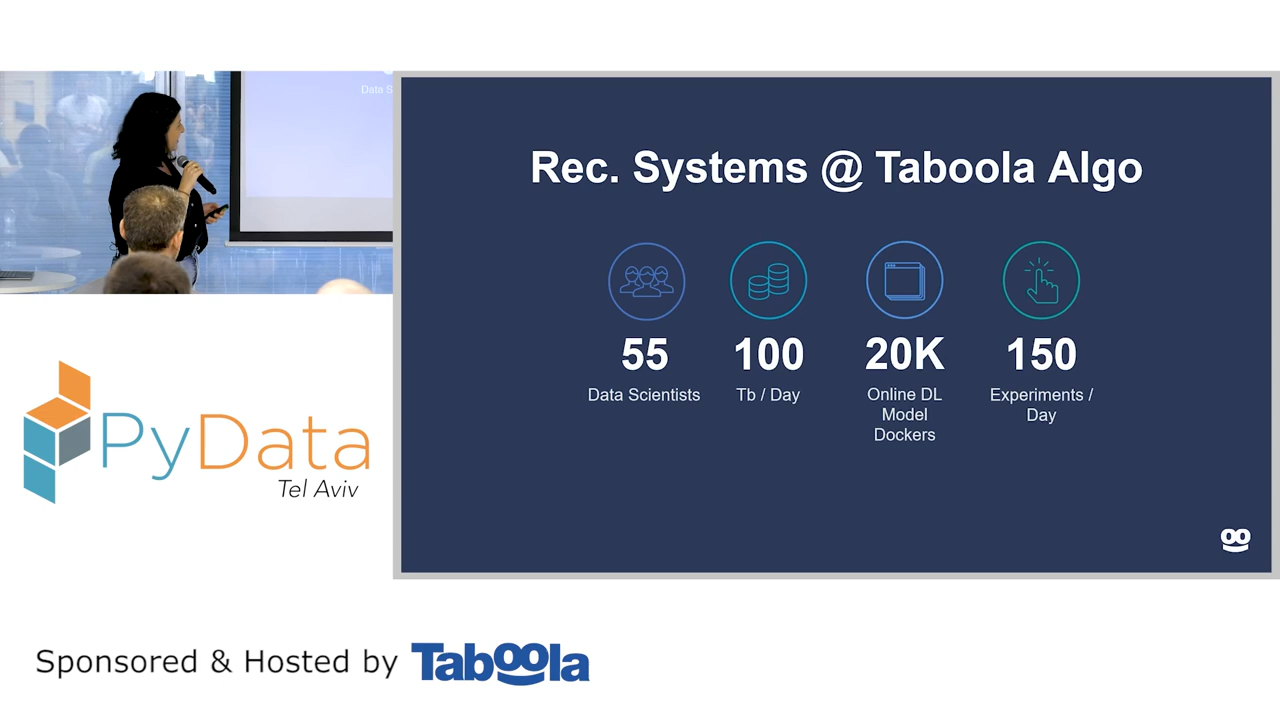 Data S
Rec. Systems @ Taboola Algo
55
Data Scientists
100
Tb / Day
20K
Online DL
Model
Dockers
150
Experiments /
Day
PyData
Tel Aviv
Sponsored & Hosted by Taboola